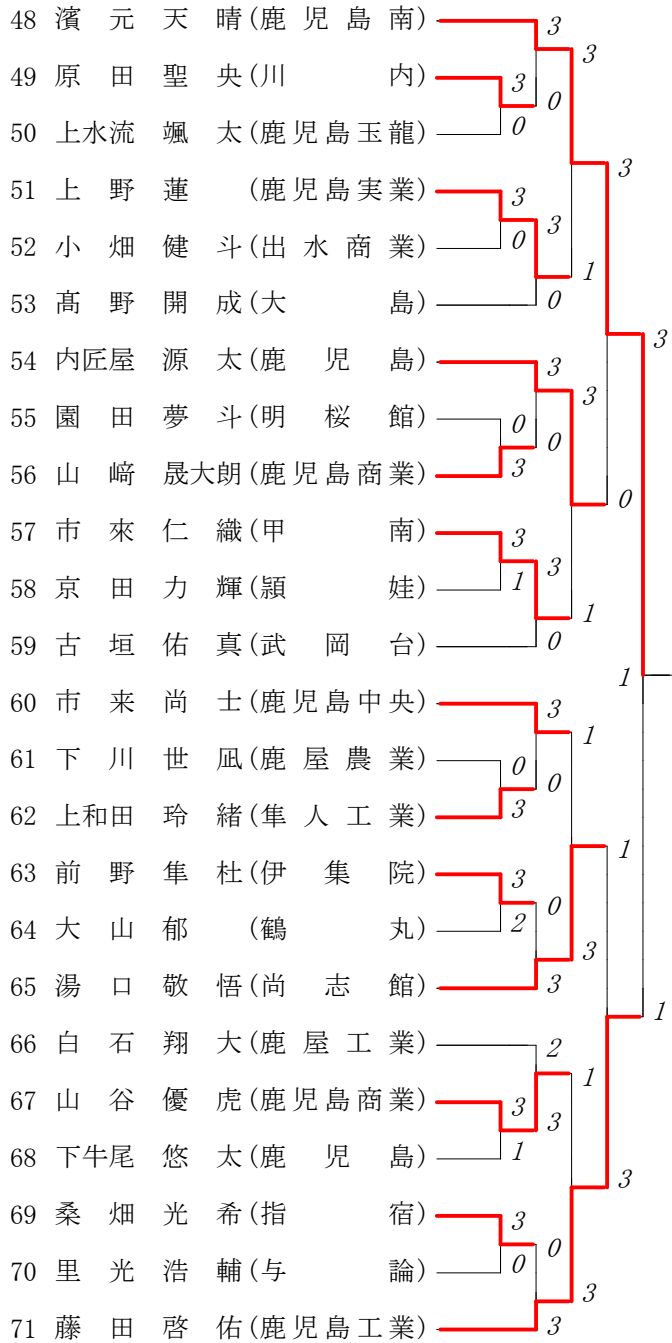 48 濱元天晴(鹿児島南) 3
3
49 原田聖央(川内) 3
0
50 上水流颯太(鹿児島玉龍) 0
3
51 上野蓮(鹿児島実業) 3
3
52 小畑健斗(出水商業) 0
1
53 髙野開成(大島) 0
3
54 内匠屋源太(鹿児島) 3
3
55 園田夢斗(明桜館) 0
0
56 山﨑晟大朗(鹿児島商業) 3
0
57 市來仁織(甲南) 3
3
58 京田力輝(頴娃) 1
1
59 古垣佑真(武岡台) 0
1
60 市来尚士(鹿児島中央) 3
1
61 下川世凪(鹿屋農業) 0
0
62 上和田玲緒(隼人工業) 3
1
63 前野隼杜(伊集院) 3
0
64 大山郁(鶴丸) 2
3
65 湯口敬悟(尚志館) 3
1
66 白石翔大(鹿屋工業) 2
1
67 山谷優虎(鹿児島商業) 3
3
68 下牛尾悠太(鹿児島) 1
3
69 桑畑光希(指宿) 3
0
70 里光浩輔(与論) 0
3
71 藤田啓佑(鹿児島工業) 3